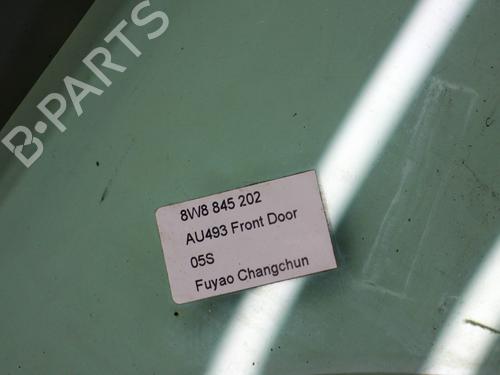 B-PARTS
8W8 845 202
AU493 Front Door
05S
Fuyao Changchun